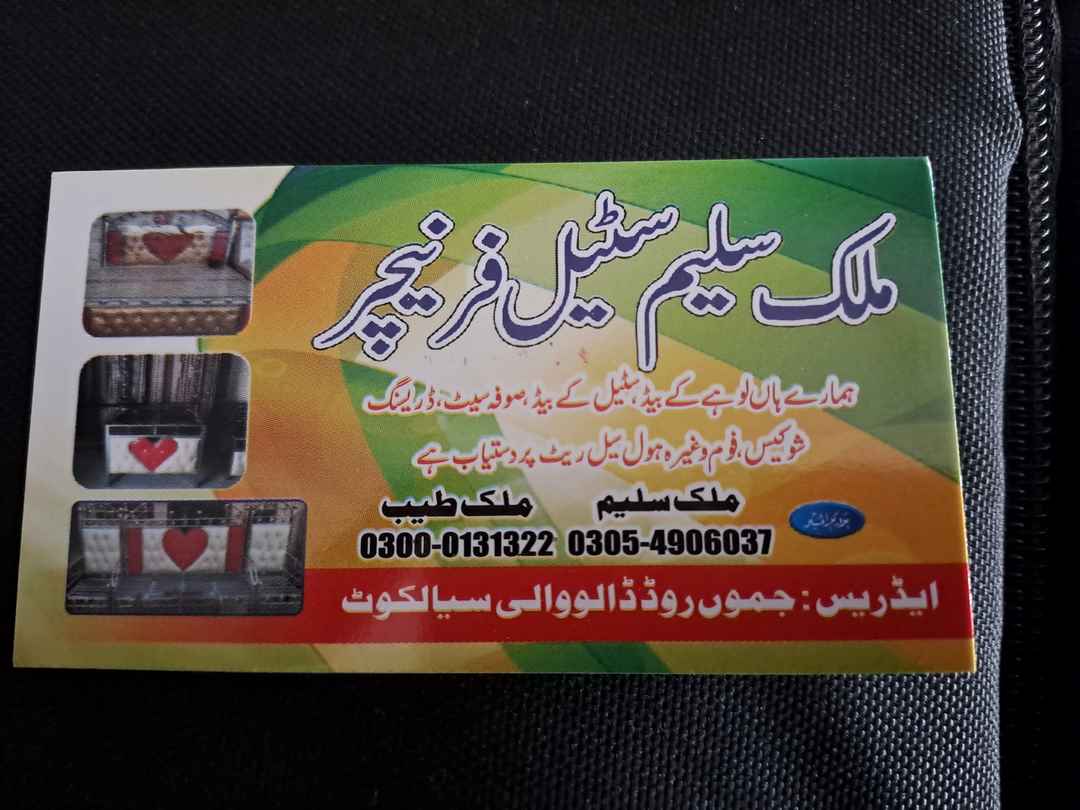 ملک سلیم سٹیل فرنیچر
ہمارے ہاں لوہے کے بیڈ، سٹیل کے بیڈ، صوفہ سیٹ، ڈریسنگ
شوکیس، فوم وغیرہ ہول سیل ریٹ پر دستیاب ہے
ملک سلیم ملک طیب
0305-4906037 0300-0131322
پروپرائٹر
ایڈریس : جموں روڈ ڈالووالی سیالکوٹ